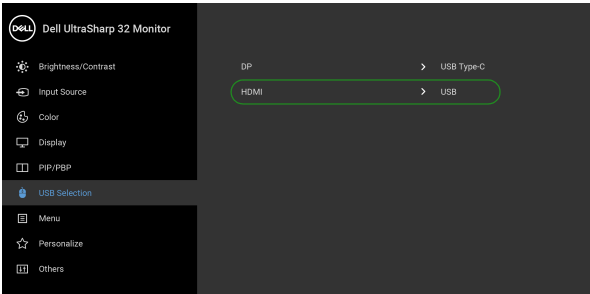 DELL
Dell UltraSharp 32 Monitor
Brightness/Contrast
Input Source
Color
Display
PIP/PBP
USB Selection
Menu
Personalize
Others
DP > USB Type-C
HDMI > USB